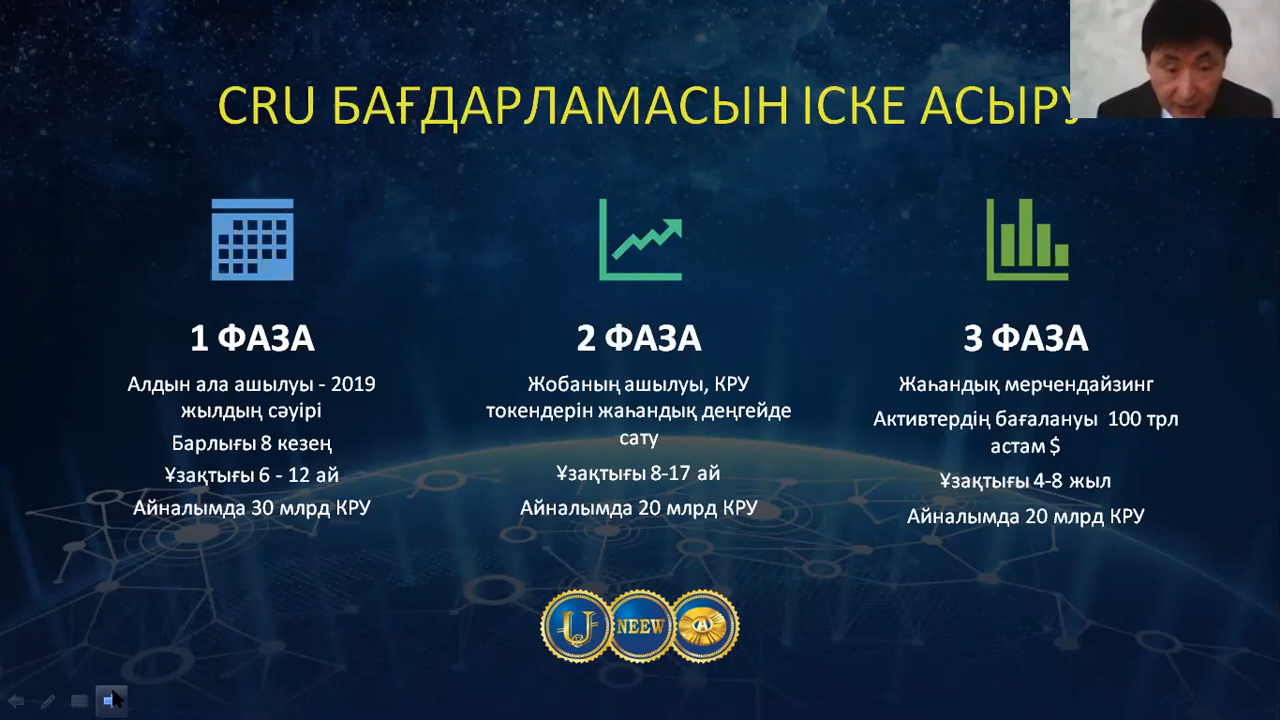 CRU БАҒДАРЛАМАСЫН ІСКЕ АСЫРУ
1 ФАЗА
Алдын ала ашылуы - 2019
жылдың сәуірі
Барлығы 8 кезең
Ұзақтығы 6 - 12 ай
Айналымда 30 млрд КРУ
2 ФАЗА
Жобаның ашылуы, КРУ
токендерін жаһандық деңгейде
сату
Ұзақтығы 8-17 ай
Айналымда 20 млрд КРУ
3 ФАЗА
Жаһандық мерчендайзинг
Активтердің бағалануы 100 трл
астам $
Ұзақтығы 4-8 жыл
Айналымда 20 млрд КРУ
U NEEW A